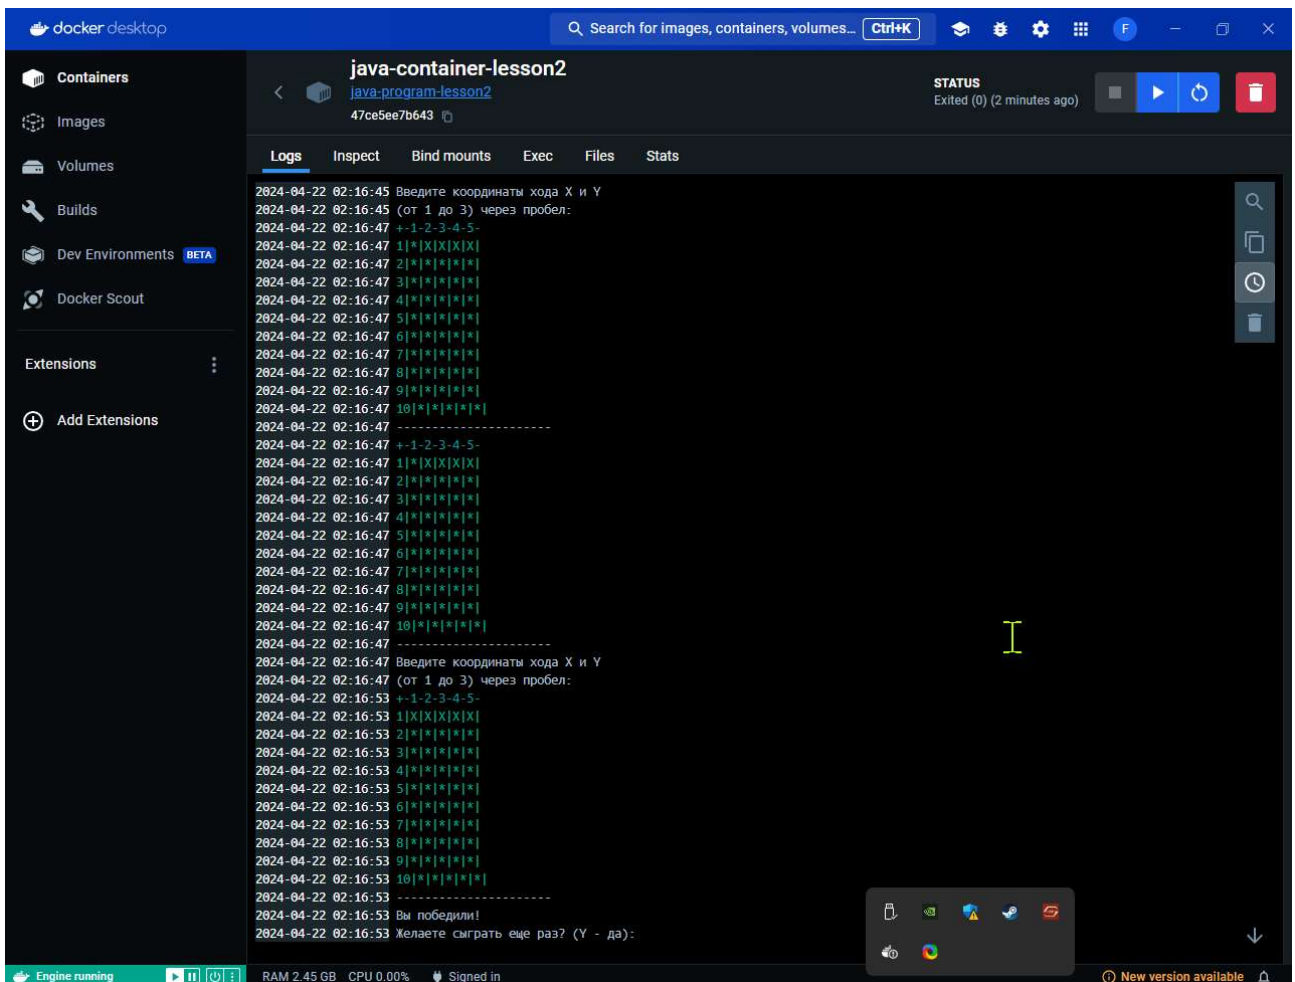 docker desktop
Search for images, containers, volumes... Ctrl+K
F
Containers
Images
Volumes
Builds
Dev Environments BETA
Docker Scout
Extensions
Add Extensions
java-container-lesson2
java-program-lesson2
47ce5ee7b643
STATUS
Exited (0) (2 minutes ago)
Logs Inspect Bind mounts Exec Files Stats
2024-04-22 02:16:45 Введите координаты хода X и Y
2024-04-22 02:16:45 (от 1 до 3) через пробел:
2024-04-22 02:16:47 +-1-2-3-4-5-
2024-04-22 02:16:47 1|*|X|X|X|X|
2024-04-22 02:16:47 2|*|*|*|*|*|
2024-04-22 02:16:47 3|*|*|*|*|*|
2024-04-22 02:16:47 4|*|*|*|*|*|
2024-04-22 02:16:47 5|*|*|*|*|*|
2024-04-22 02:16:47 6|*|*|*|*|*|
2024-04-22 02:16:47 7|*|*|*|*|*|
2024-04-22 02:16:47 8|*|*|*|*|*|
2024-04-22 02:16:47 9|*|*|*|*|*|
2024-04-22 02:16:47 10|*|*|*|*|*|
2024-04-22 02:16:47 ----------------------
2024-04-22 02:16:47 +-1-2-3-4-5-
2024-04-22 02:16:47 1|*|X|X|X|X|
2024-04-22 02:16:47 2|*|*|*|*|*|
2024-04-22 02:16:47 3|*|*|*|*|*|
2024-04-22 02:16:47 4|*|*|*|*|*|
2024-04-22 02:16:47 5|*|*|*|*|*|
2024-04-22 02:16:47 6|*|*|*|*|*|
2024-04-22 02:16:47 7|*|*|*|*|*|
2024-04-22 02:16:47 8|*|*|*|*|*|
2024-04-22 02:16:47 9|*|*|*|*|*|
2024-04-22 02:16:47 10|*|*|*|*|*|
2024-04-22 02:16:47 ----------------------
2024-04-22 02:16:47 Введите координаты хода X и Y
2024-04-22 02:16:47 (от 1 до 3) через пробел:
2024-04-22 02:16:53 +-1-2-3-4-5-
2024-04-22 02:16:53 1|X|X|X|X|X|
2024-04-22 02:16:53 2|*|*|*|*|*|
2024-04-22 02:16:53 3|*|*|*|*|*|
2024-04-22 02:16:53 4|*|*|*|*|*|
2024-04-22 02:16:53 5|*|*|*|*|*|
2024-04-22 02:16:53 6|*|*|*|*|*|
2024-04-22 02:16:53 7|*|*|*|*|*|
2024-04-22 02:16:53 8|*|*|*|*|*|
2024-04-22 02:16:53 9|*|*|*|*|*|
2024-04-22 02:16:53 10|*|*|*|*|*|
2024-04-22 02:16:53 ----------------------
2024-04-22 02:16:53 Вы победили!
2024-04-22 02:16:53 Желаете сыграть еще раз? (Y - да):
Engine running RAM 2.45 GB CPU 0.00% Signed in New version available